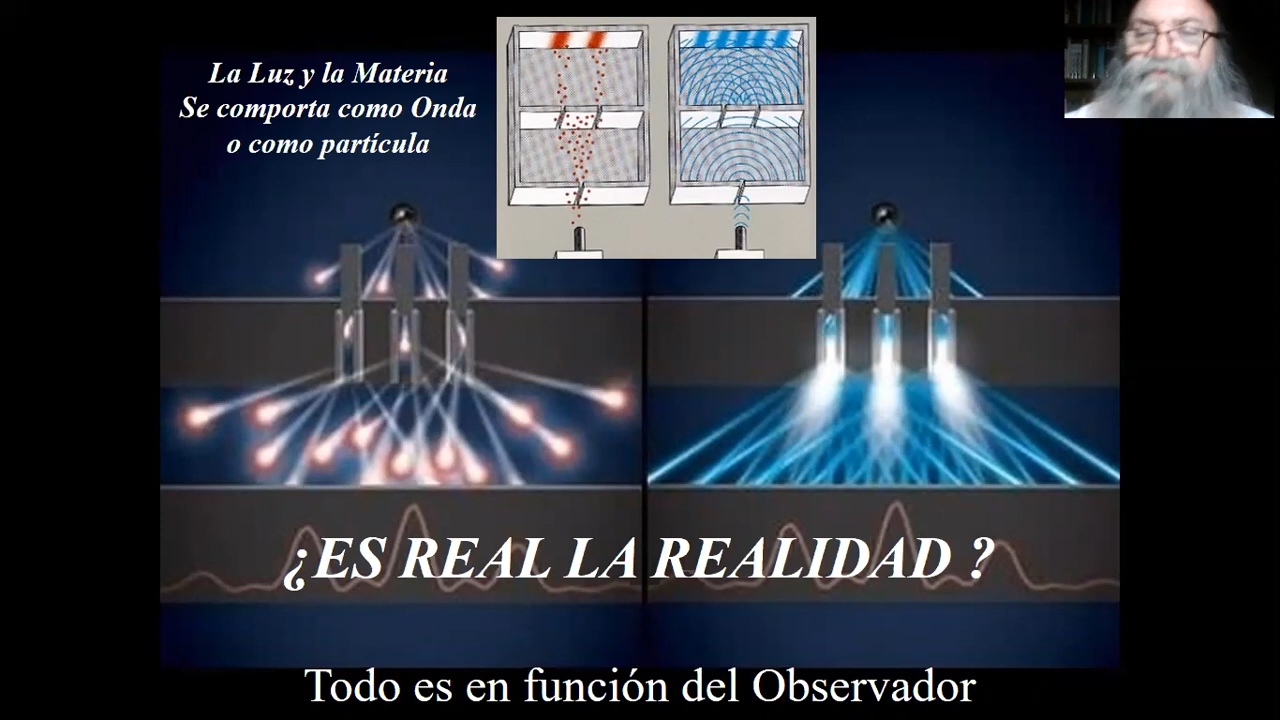 La Luz y la Materia
Se comporta como Onda
o como partícula
¿ES REAL LA REALIDAD ?
Todo es en función del Observador